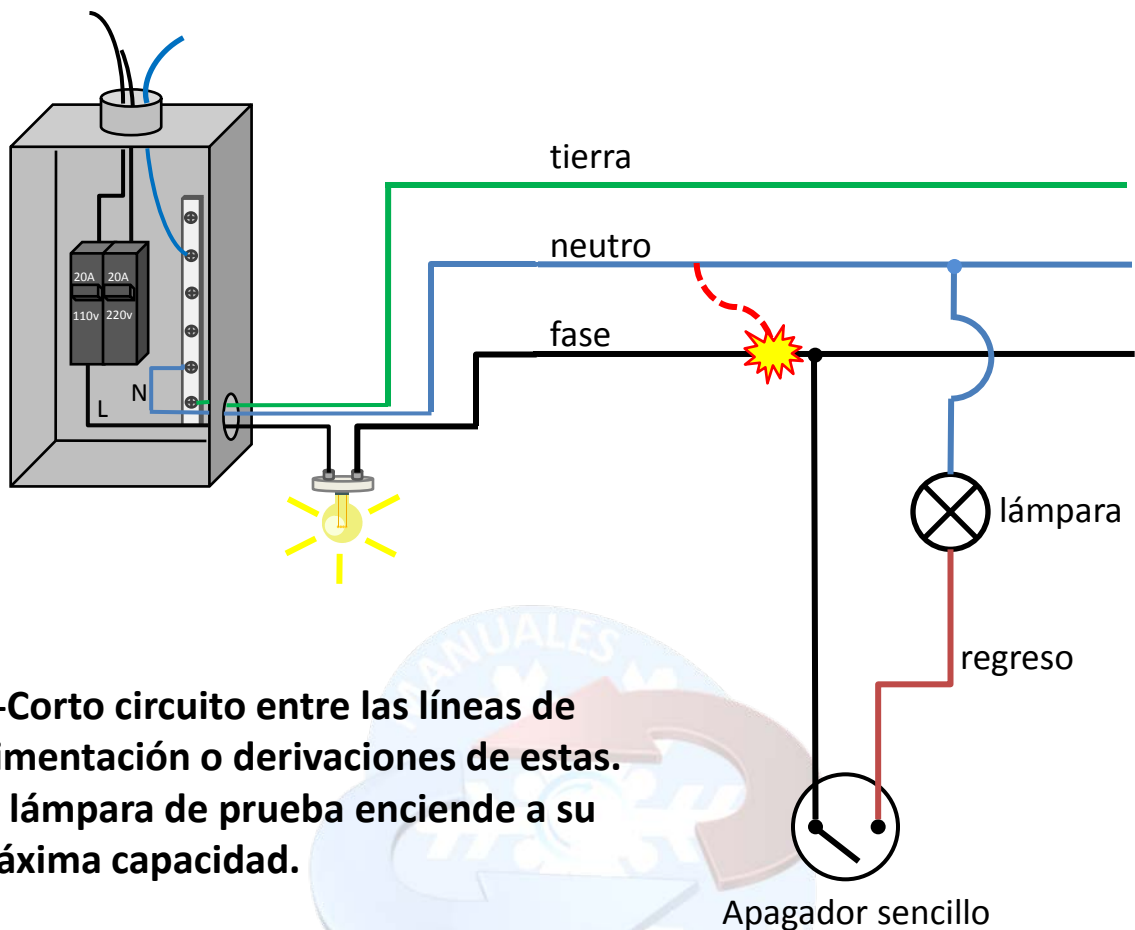 tierra
neutro
fase
20A 20A
110v 220v
N
L
lámpara
regreso
MANUALES
-Corto circuito entre las líneas de
imentación o derivaciones de estas.
lámpara de prueba enciende a su
áxima capacidad.
Apagador sencillo